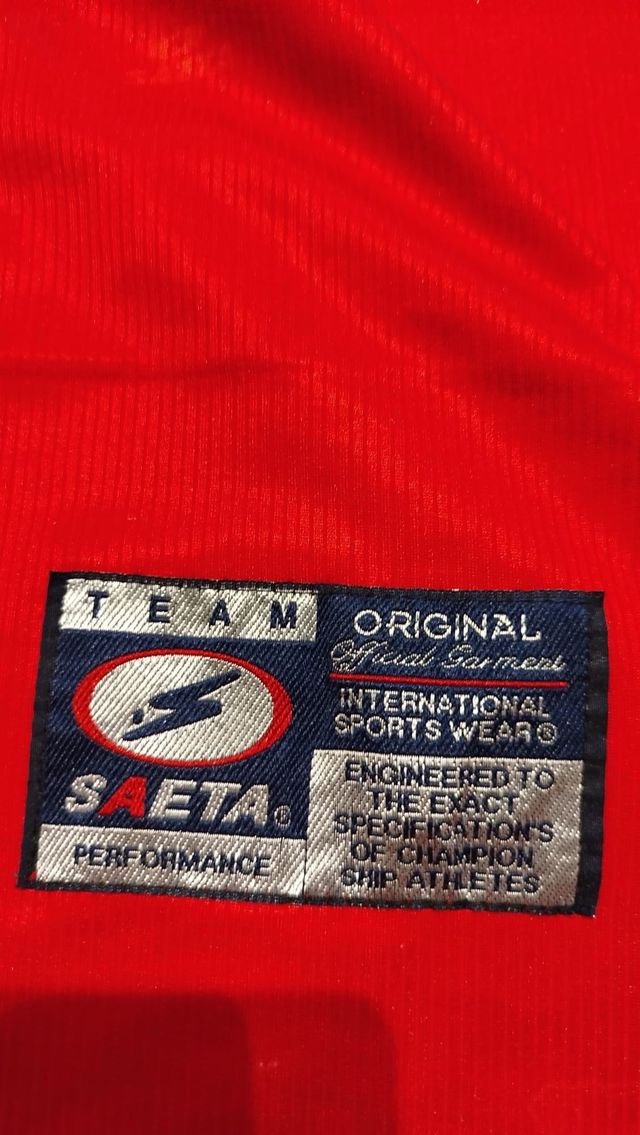 TEAM
SAETA®
PERFORMANCE
ORIGINAL
Official Garment
INTERNATIONAL
SPORTS WEAR®
ENGINEERED TO
THE EXACT
SPECIFICATION'S
OF CHAMPION
SHIP ATHLETES